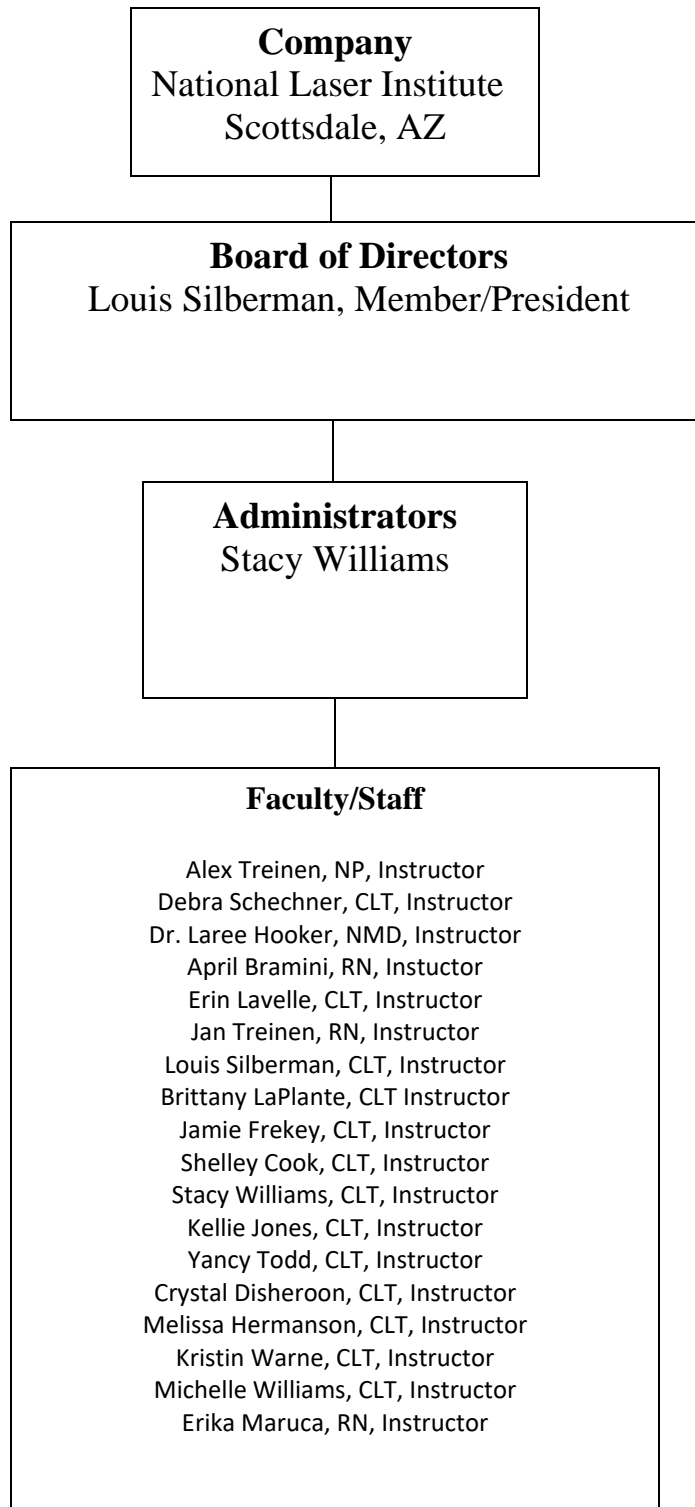 Company
National Laser Institute
Scottsdale, AZ
Board of Directors
Louis Silberman, Member/President
Administrators
Stacy Williams
Faculty/Staff
Alex Treinen, NP, Instructor
Debra Schechner, CLT, Instructor
Dr. Laree Hooker, NMD, Instructor
April Bramini, RN, Instuctor
Erin Lavelle, CLT, Instructor
Jan Treinen, RN, Instructor
Louis Silberman, CLT, Instructor
Brittany LaPlante, CLT Instructor
Jamie Frekey, CLT, Instructor
Shelley Cook, CLT, Instructor
Stacy Williams, CLT, Instructor
Kellie Jones, CLT, Instructor
Yancy Todd, CLT, Instructor
Crystal Disheroon, CLT, Instructor
Melissa Hermanson, CLT, Instructor
Kristin Warne, CLT, Instructor
Michelle Williams, CLT, Instructor
Erika Maruca, RN, Instructor